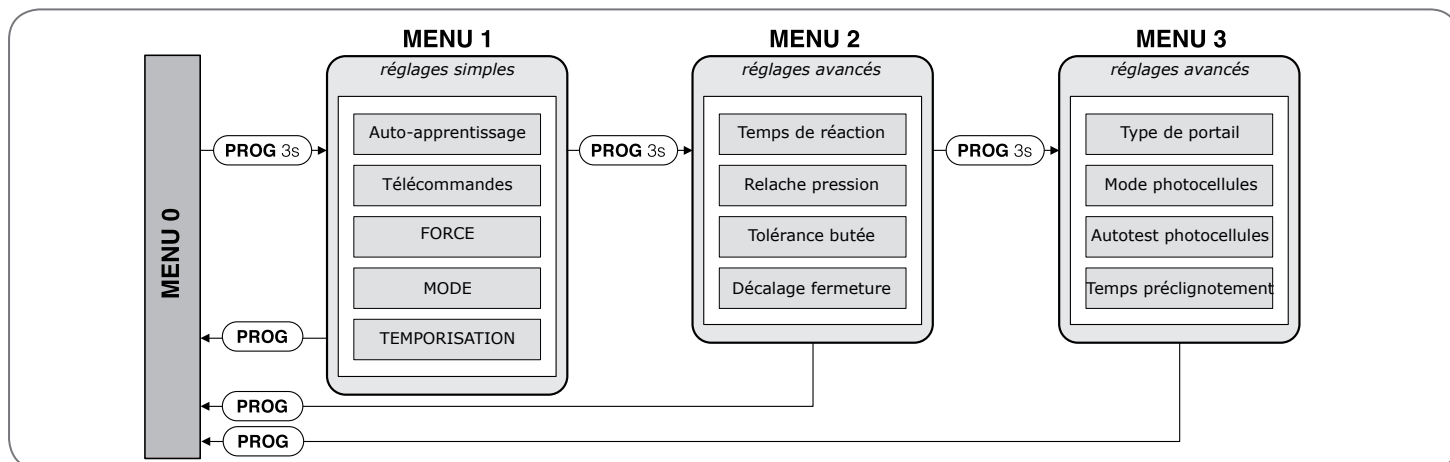 MENU 0
PROG 3s
MENU 1
réglages simples
Auto-apprentissage
Télécommandes
FORCE
MODE
TEMPORISATION
PROG 3s
MENU 2
réglages avancés
Temps de réaction
Relache pression
Tolérance butée
Décalage fermeture
PROG 3s
MENU 3
réglages avancés
Type de portail
Mode photocellules
Autotest photocellules
Temps préclignotement
PROG
PROG
PROG